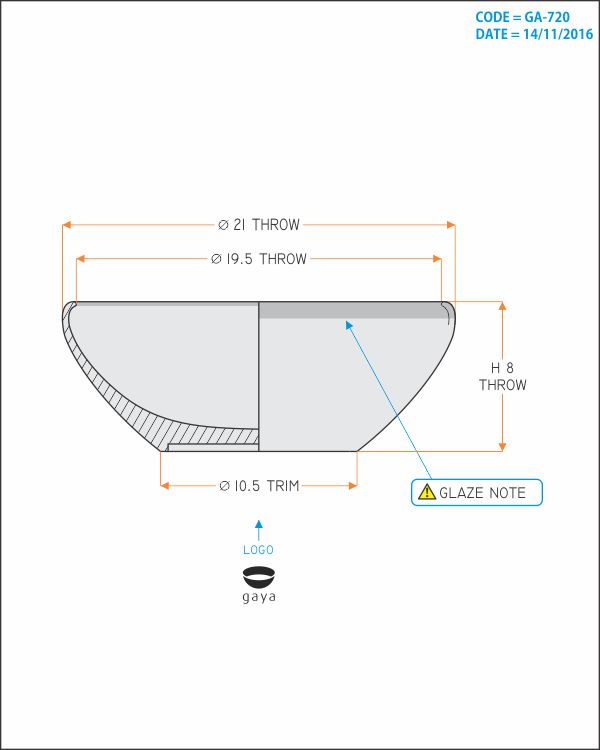 CODE = GA-720
DATE = 14/11/2016
⌀ 21 THROW
⌀ 19.5 THROW
H 8
THROW
⌀ 10.5 TRIM
GLAZE NOTE
LOGO
gaya